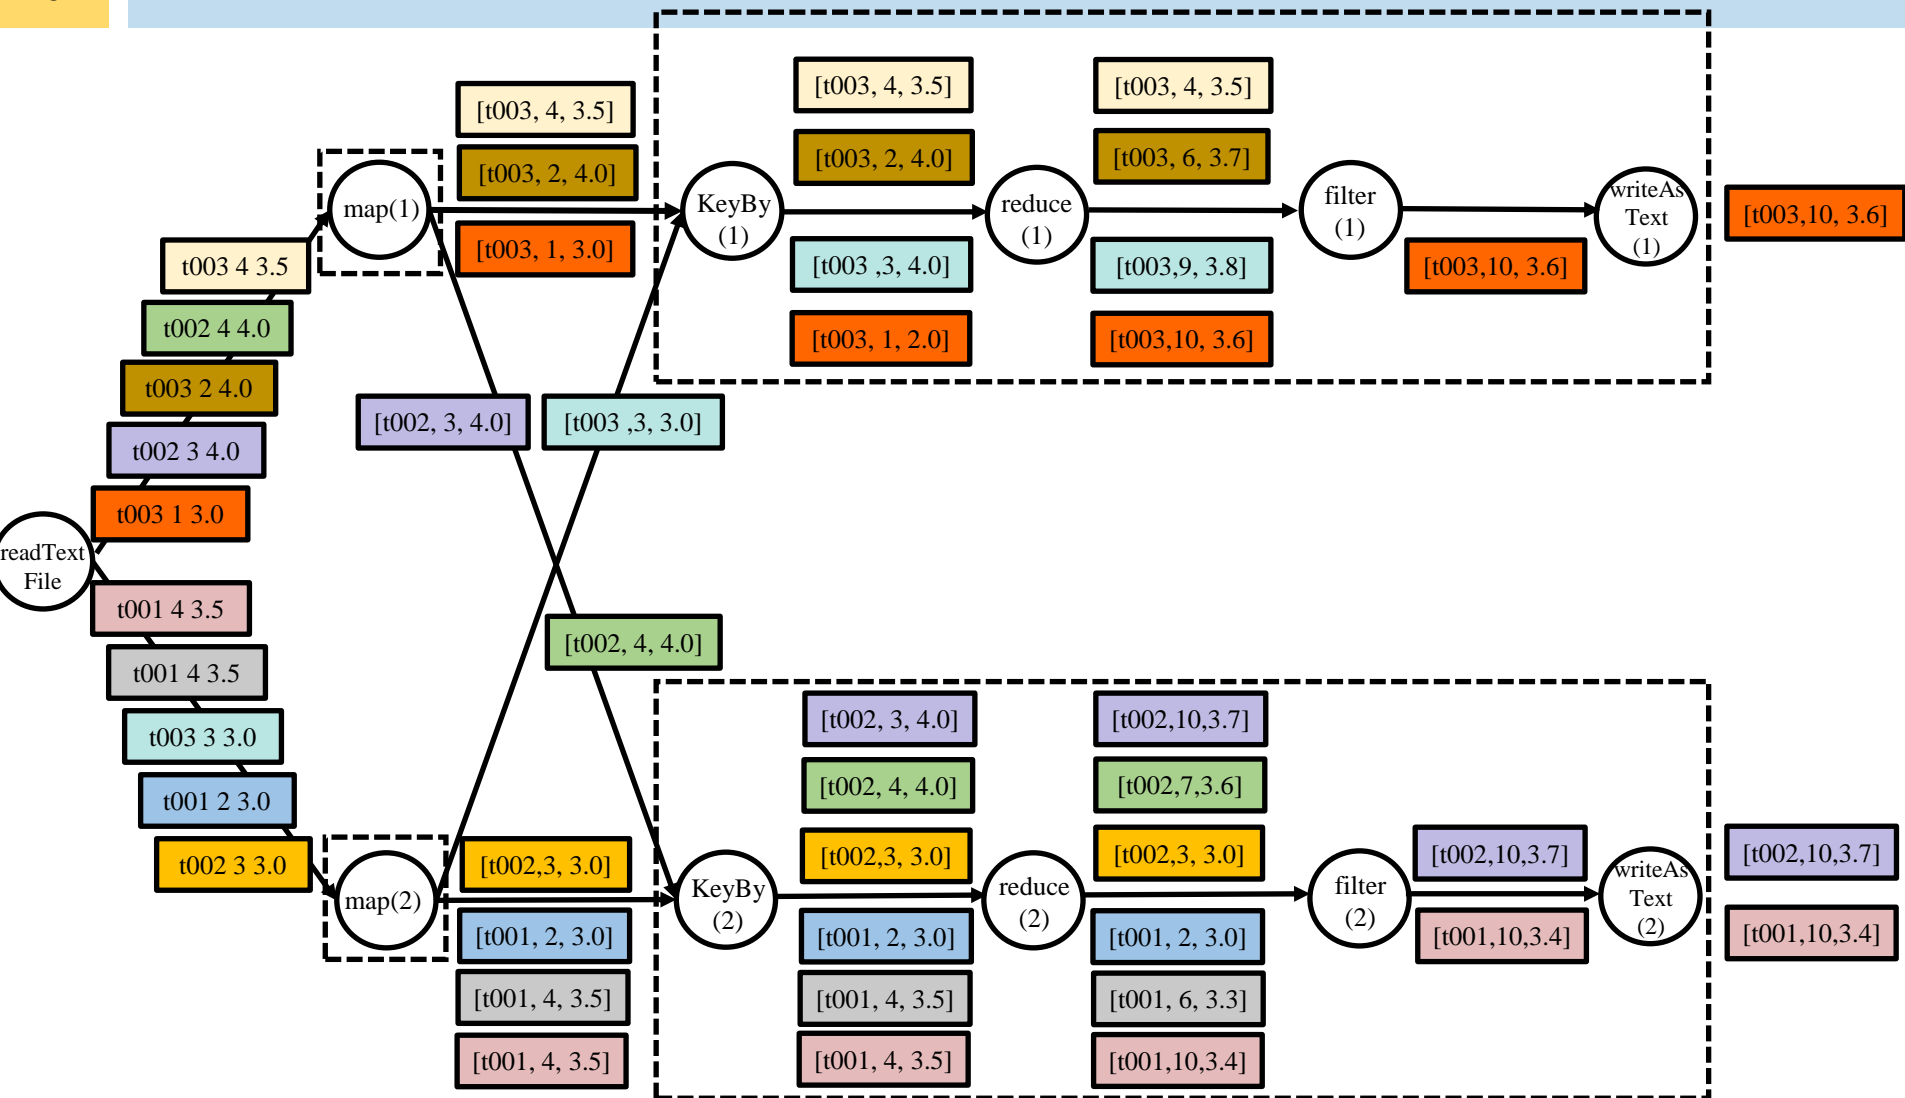 [t003, 4, 3.5]
[t003, 4, 3.5]
[t003, 4, 3.5]
[t003, 2, 4.0]
[t003, 2, 4.0]
[t003, 6, 3.7]
map(1)
KeyBy
(1)
reduce
(1)
filter
(1)
writeAs
Text
(1)
[t003,10, 3.6]
[t003, 1, 3.0]
[t003 ,3, 4.0]
[t003,9, 3.8]
[t003,10, 3.6]
[t003, 1, 2.0]
[t003,10, 3.6]
t003 4 3.5
t002 4 4.0
t003 2 4.0
t002 3 4.0
t003 1 3.0
[t002, 3, 4.0]
[t003 ,3, 3.0]
readText
File
t001 4 3.5
t001 4 3.5
t003 3 3.0
t001 2 3.0
t002 3 3.0
[t002, 4, 4.0]
[t002, 3, 4.0]
[t002,10,3.7]
[t002, 4, 4.0]
[t002,7,3.6]
[t002,3, 3.0]
[t002,3, 3.0]
[t002,3, 3.0]
[t002,10,3.7]
[t002,10,3.7]
map(2)
KeyBy
(2)
reduce
(2)
filter
(2)
writeAs
Text
(2)
[t001, 2, 3.0]
[t001, 2, 3.0]
[t001, 2, 3.0]
[t001,10,3.4]
[t001,10,3.4]
[t001, 4, 3.5]
[t001, 4, 3.5]
[t001, 6, 3.3]
[t001, 4, 3.5]
[t001, 4, 3.5]
[t001,10,3.4]